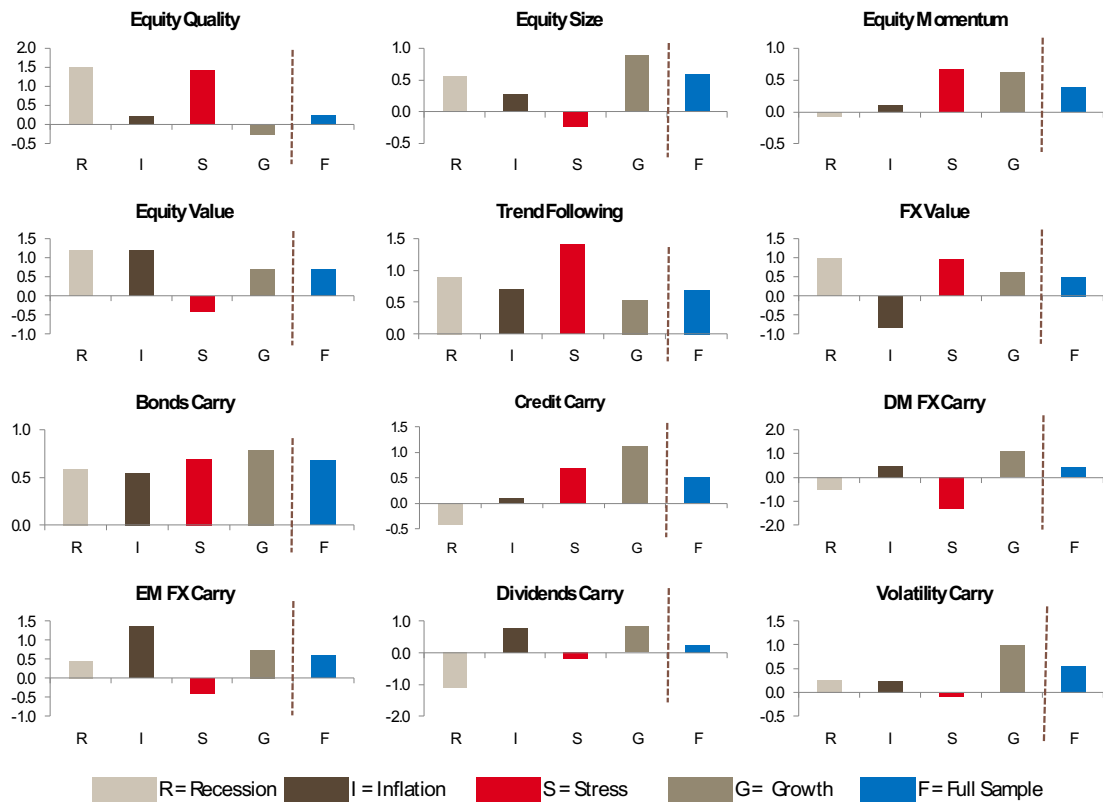 Equity Quality
2.0
1.5
1.0
0.5
0.0
-0.5
R I S G F
Equity Size
1.0
0.5
0.0
-0.5
R I S G F
Equity Momentum
1.0
0.5
0.0
-0.5
R I S G F
Equity Value
1.5
1.0
0.5
0.0
-0.5
-1.0
R I S G F
Trend Following
1.5
1.0
0.5
0.0
R I S G F
FX Value
1.5
1.0
0.5
0.0
-0.5
-1.0
R I S G F
Bonds Carry
1.0
0.5
0.0
R I S G F
Credit Carry
1.5
1.0
0.5
0.0
-0.5
R I S G F
DM FX Carry
2.0
1.0
0.0
-1.0
-2.0
R I S G F
EM FX Carry
1.5
1.0
0.5
0.0
-0.5
-1.0
R I S G F
Dividends Carry
1.0
0.0
-1.0
-2.0
R I S G F
Volatility Carry
1.5
1.0
0.5
0.0
-0.5
R I S G F
R = Recession I = Inflation S = Stress G= Growth F = Full Sample